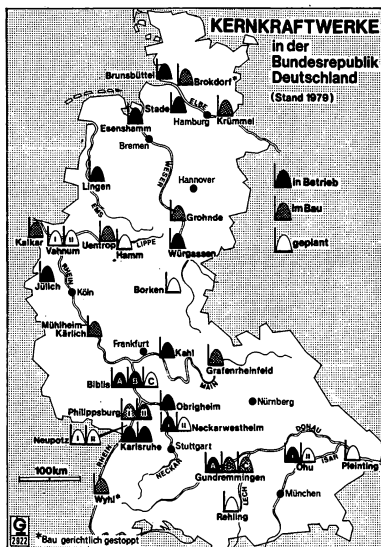 KERNKRAFTWERKE
in der
Bundesrepublik
Deutschland
(Stand 1979)
Brunsbüttel
Brokdorf*
Stade
ELBE
Hamburg
Krümmel
Esenshamm
Bremen
WESER
Lingen
Hannover
in Betrieb
EMS
Grohnde
im Bau
Kalkar
I II
Vahnum
Uentrop
Hamm
LIPPE
Würgassen
geplant
Jülich
RHEIN
Köln
Borken
Mühlheim-
Kärlich
Frankfurt
Kahl
Grafenrheinfeld
MAIN
Biblis
A B C
Obrigheim
Nürnberg
Philippsburg
I II
I II
Neckarwestheim
Neupotz
I II
Karlsruhe
Stuttgart
DONAU
RHEIN
NECKAR
A B C
Gundremmingen
I II
Ohu
ISAR
Pleinting
100km
LECH
München
Wyhl*
Rehling
G
2822
*Bau gerichtlich gestoppt